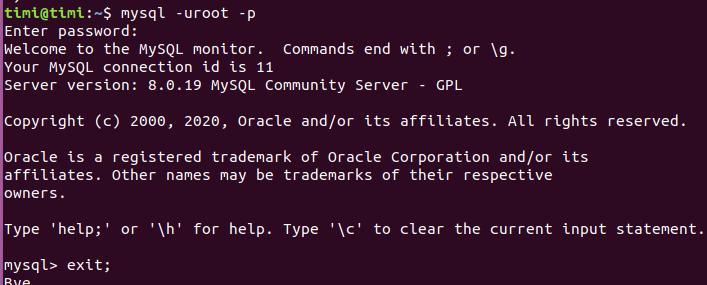 timi@timi:~$ mysql -uroot -p
Enter password:
Welcome to the MySQL monitor.  Commands end with ; or \g.
Your MySQL connection id is 11
Server version: 8.0.19 MySQL Community Server - GPL
Copyright (c) 2000, 2020, Oracle and/or its affiliates. All rights reserved.
Oracle is a registered trademark of Oracle Corporation and/or its
affiliates. Other names may be trademarks of their respective
owners.
Type 'help;' or '\h' for help. Type '\c' to clear the current input statement.
mysql> exit;
Bye